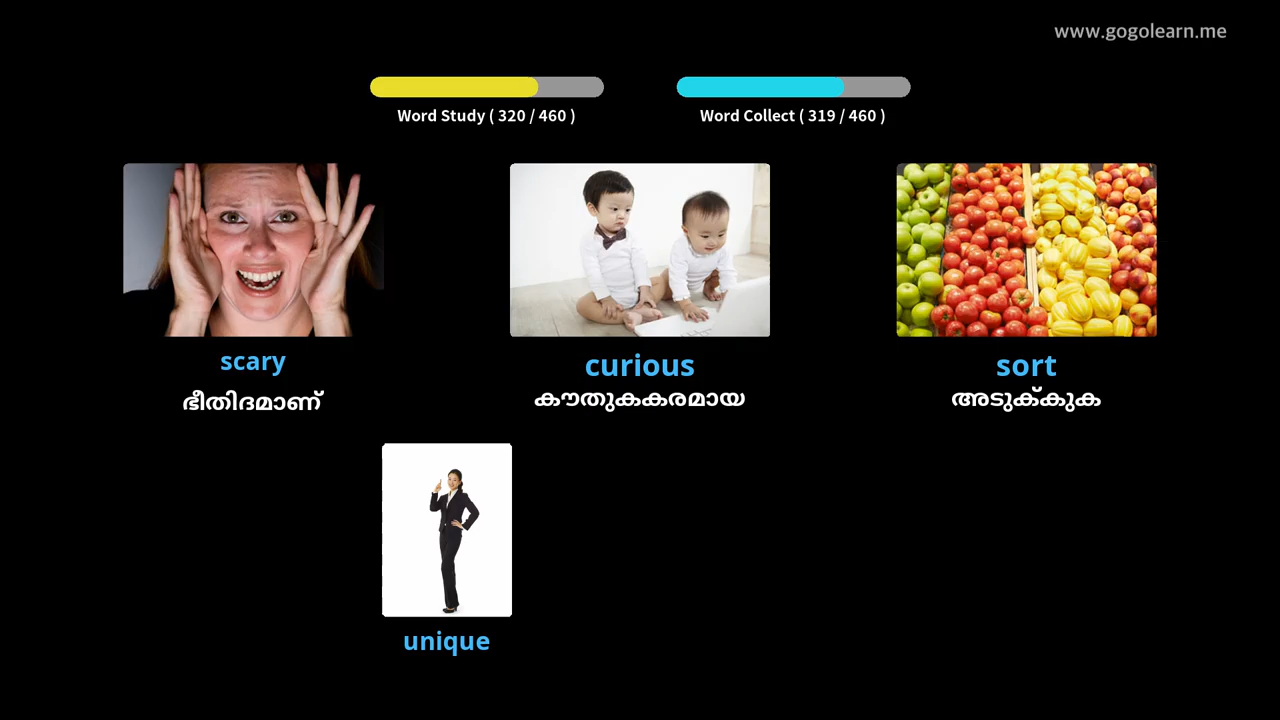 www.gogolearn.me
Word Study ( 320 / 460 )
Word Collect ( 319 / 460 )
scary
curious
sort
ഭീതിദമാണ്
കൗതുകകരമായ
അടുക്കുക
unique